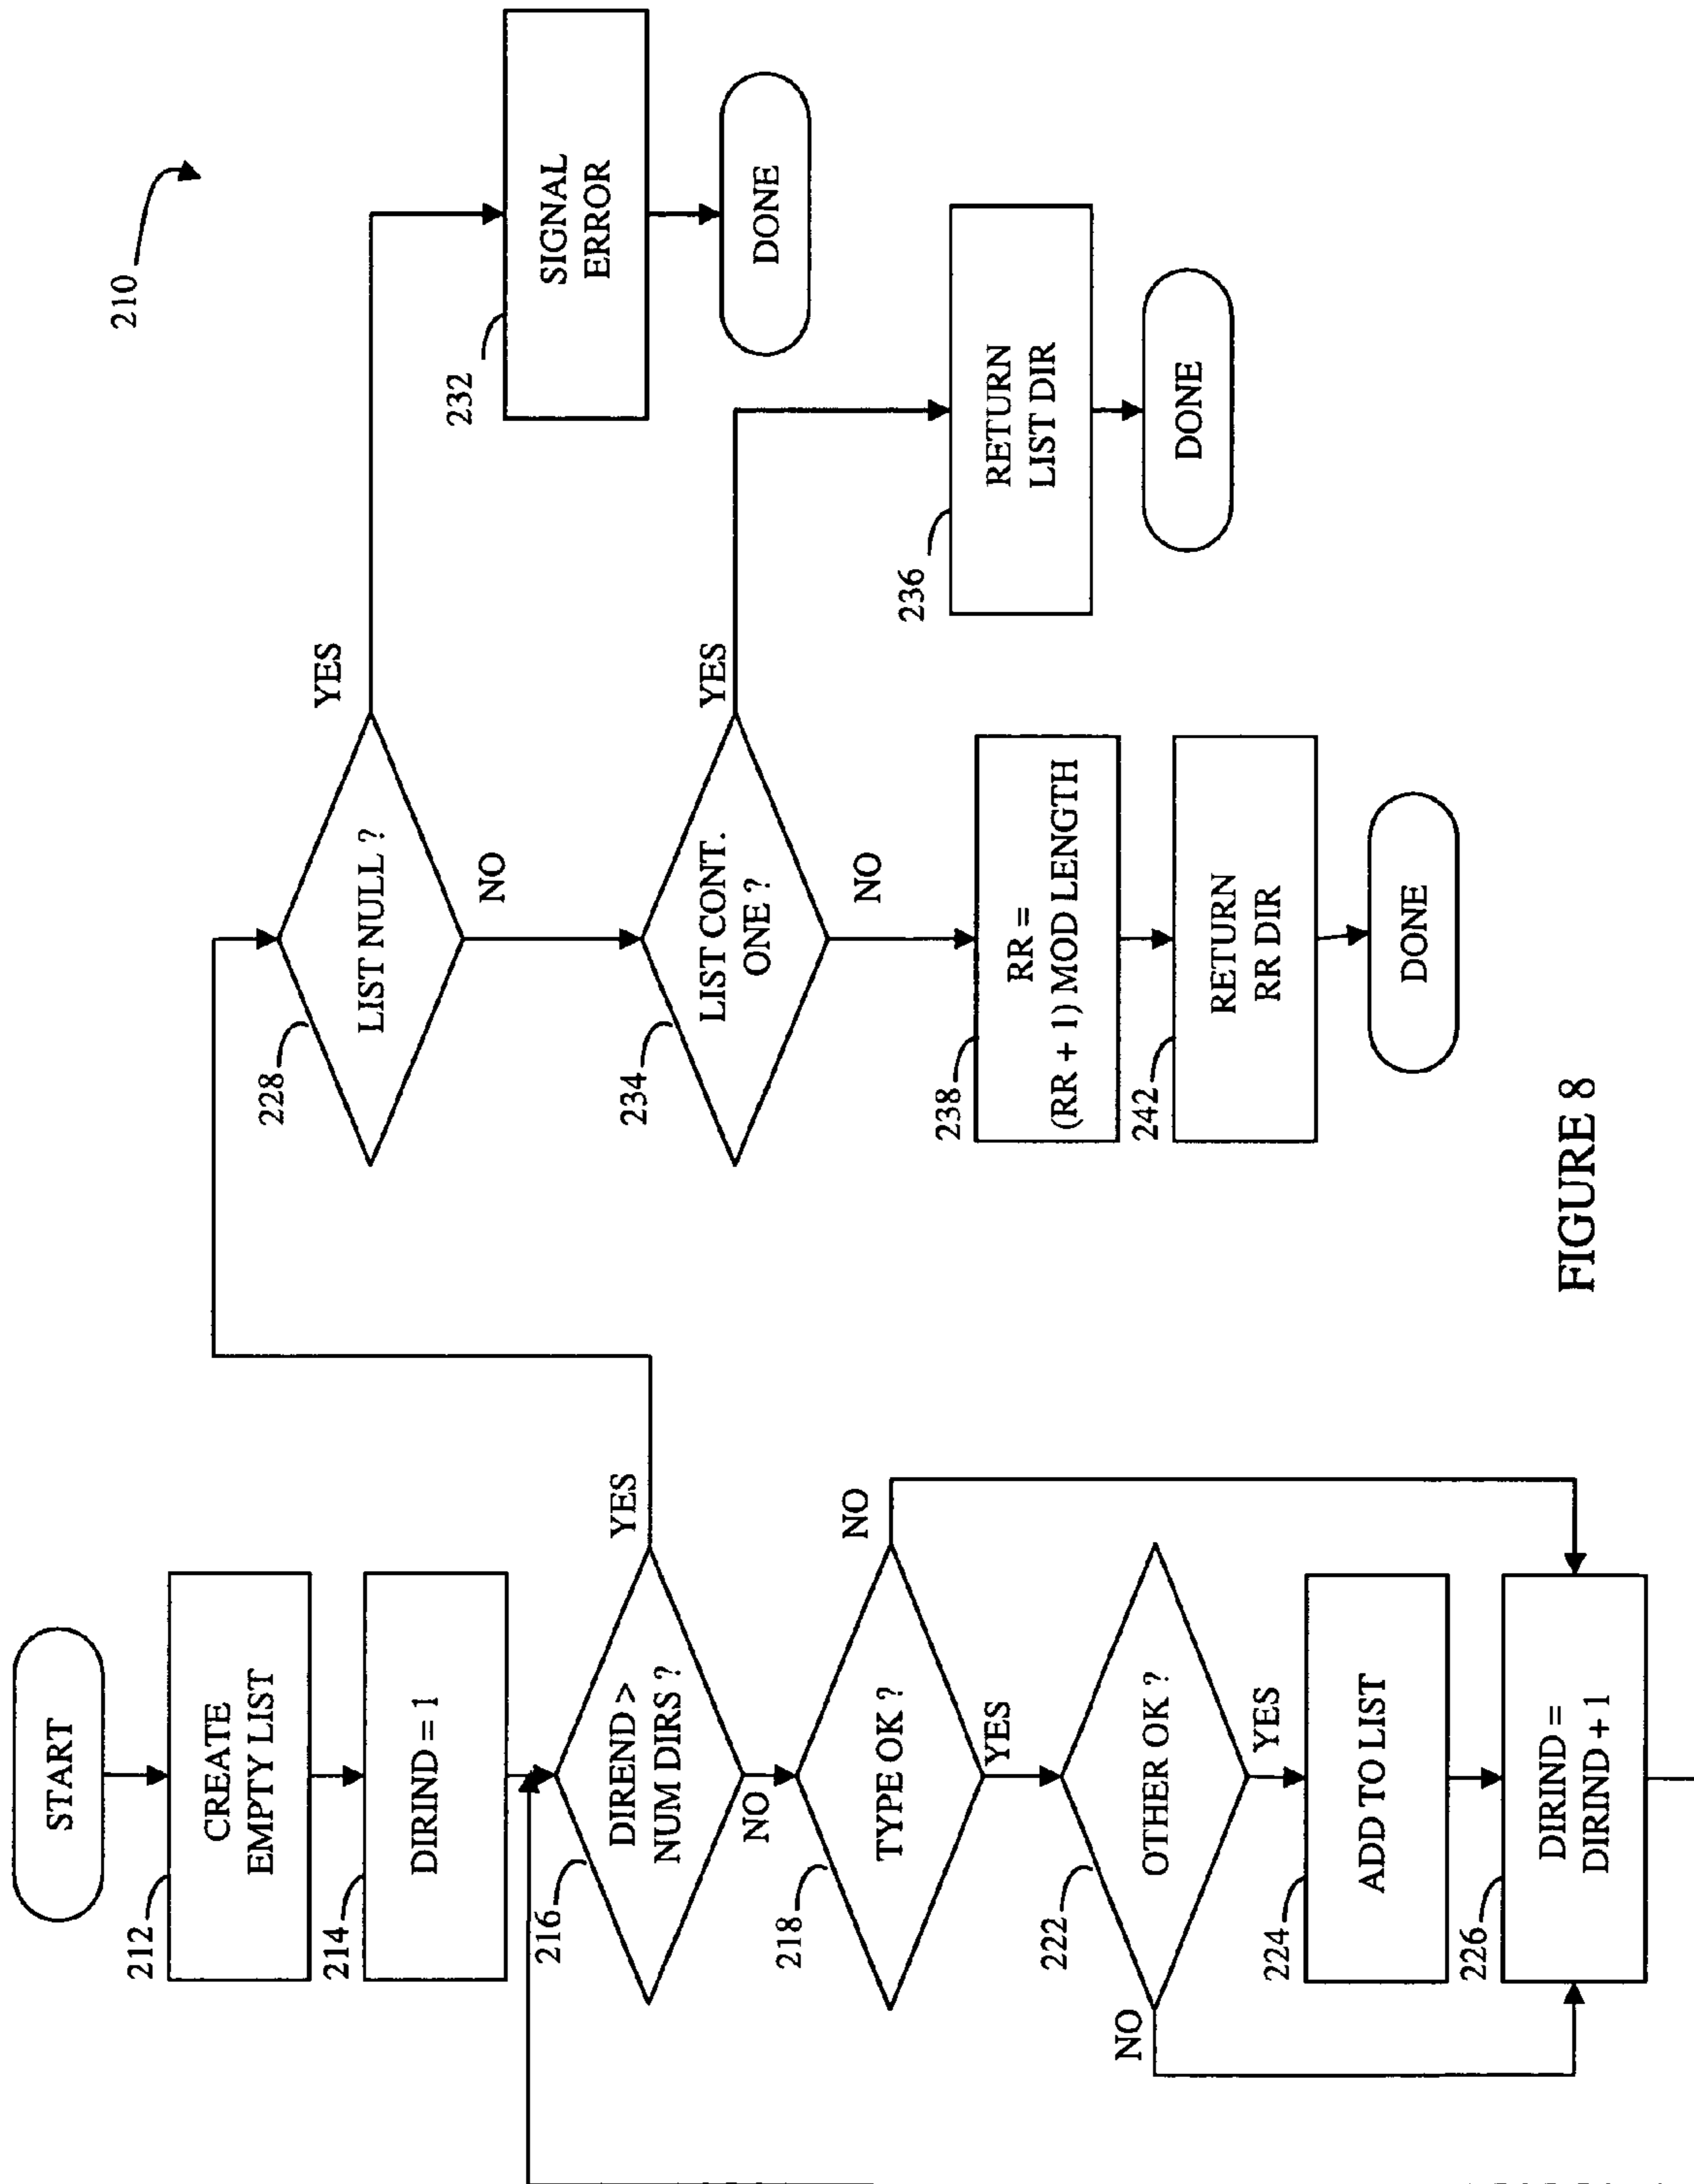 210
START
212
CREATE
EMPTY LIST
214
DIRIND = 1
216
DIREND >
NUM DIRS ?
YES
NO
218
TYPE OK ?
NO
YES
222
OTHER OK ?
NO
YES
224
ADD TO LIST
226
DIRIND =
DIRIND + 1
228
LIST NULL ?
YES
NO
232
SIGNAL
ERROR
DONE
234
LIST CONT.
ONE ?
YES
NO
236
RETURN
LIST DIR
DONE
238
RR =
(RR + 1) MOD LENGTH
242
RETURN
RR DIR
DONE
FIGURE 8